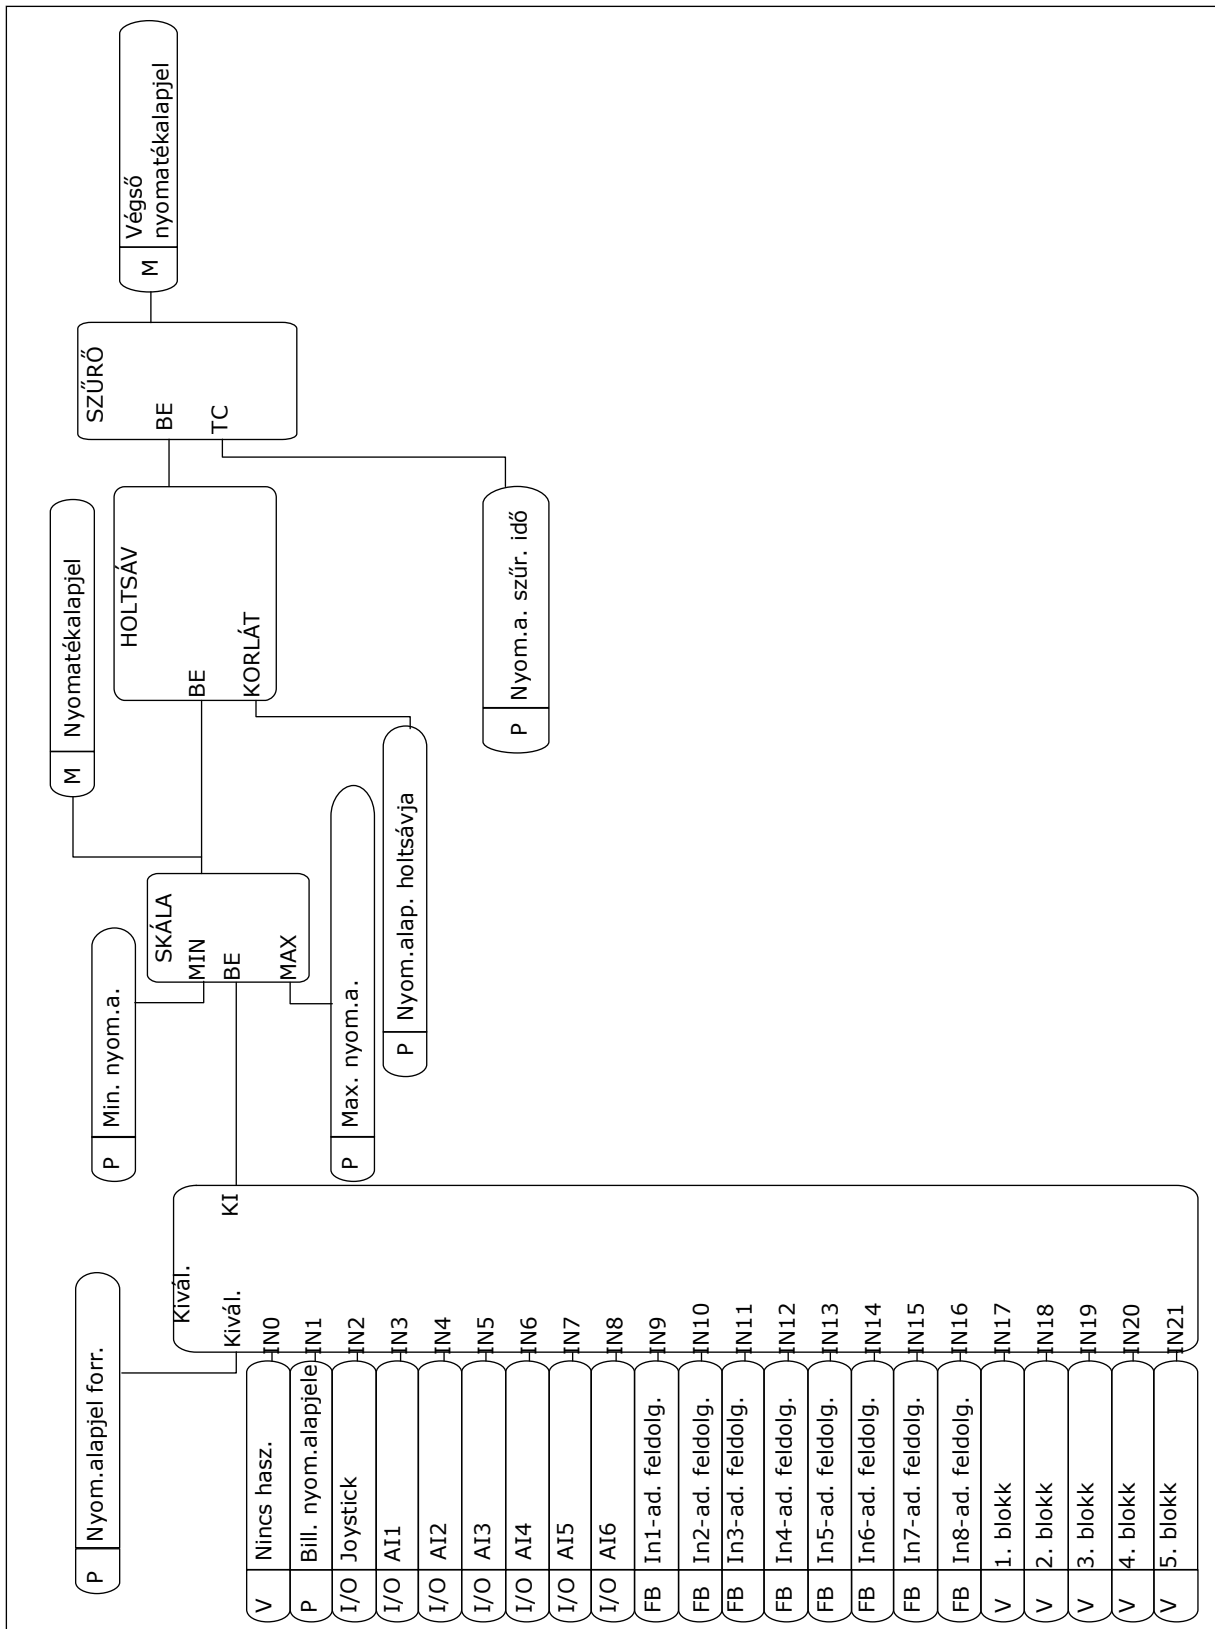 P Nyom.alapjel forr.
Kivál.
Kivál.
KI
V Nincs hasz. IN0
P Bill. nyom.alapjele IN1
I/O Joystick IN2
I/O AI1 IN3
I/O AI2 IN4
I/O AI3 IN5
I/O AI4 IN6
I/O AI5 IN7
I/O AI6 IN8
FB In1-ad. feldolg. IN9
FB In2-ad. feldolg. IN10
FB In3-ad. feldolg. IN11
FB In4-ad. feldolg. IN12
FB In5-ad. feldolg. IN13
FB In6-ad. feldolg. IN14
FB In7-ad. feldolg. IN15
FB In8-ad. feldolg. IN16
V 1. blokk IN17
V 2. blokk IN18
V 3. blokk IN19
V 4. blokk IN20
V 5. blokk IN21
P Min. nyom.a.
SKÁLA
MIN
BE
MAX
P Max. nyom.a.
P Nyom.alap. holtsávja
M Nyomatékalapjel
HOLTSÁV
BE
KORLÁT
P Nyom.a. szűr. idő
SZŰRŐ
BE
TC
M Végső
nyomatékalapjel